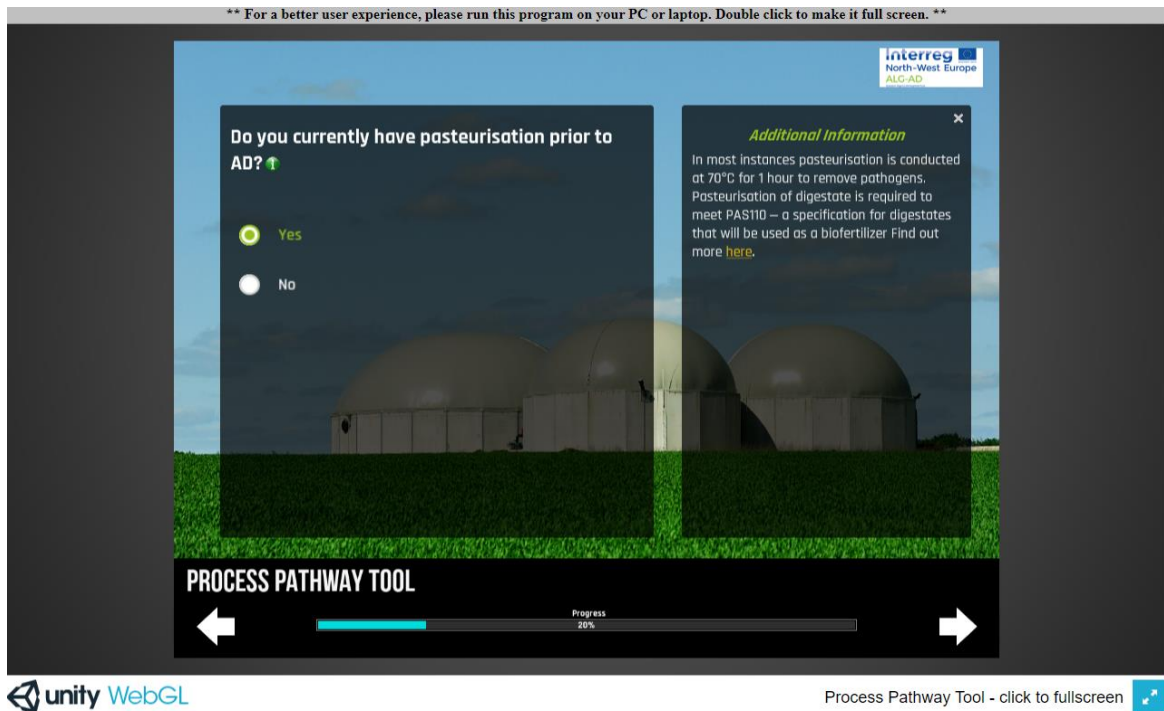 ** For a better user experience, please run this program on your PC or laptop. Double click to make it full screen. **
Interreg
North-West Europe
ALG-AD
Do you currently have pasteurisation prior to
AD?
Yes
No
Additional Information
In most instances pasteurisation is conducted
at 70°C for 1 hour to remove pathogens.
Pasteurisation of digestate is required to
meet PAS110 – a specification for digestates
that will be used as a biofertilizer Find out
more here.
PROCESS PATHWAY TOOL
Progress
20%
unity WebGL
Process Pathway Tool - click to fullscreen